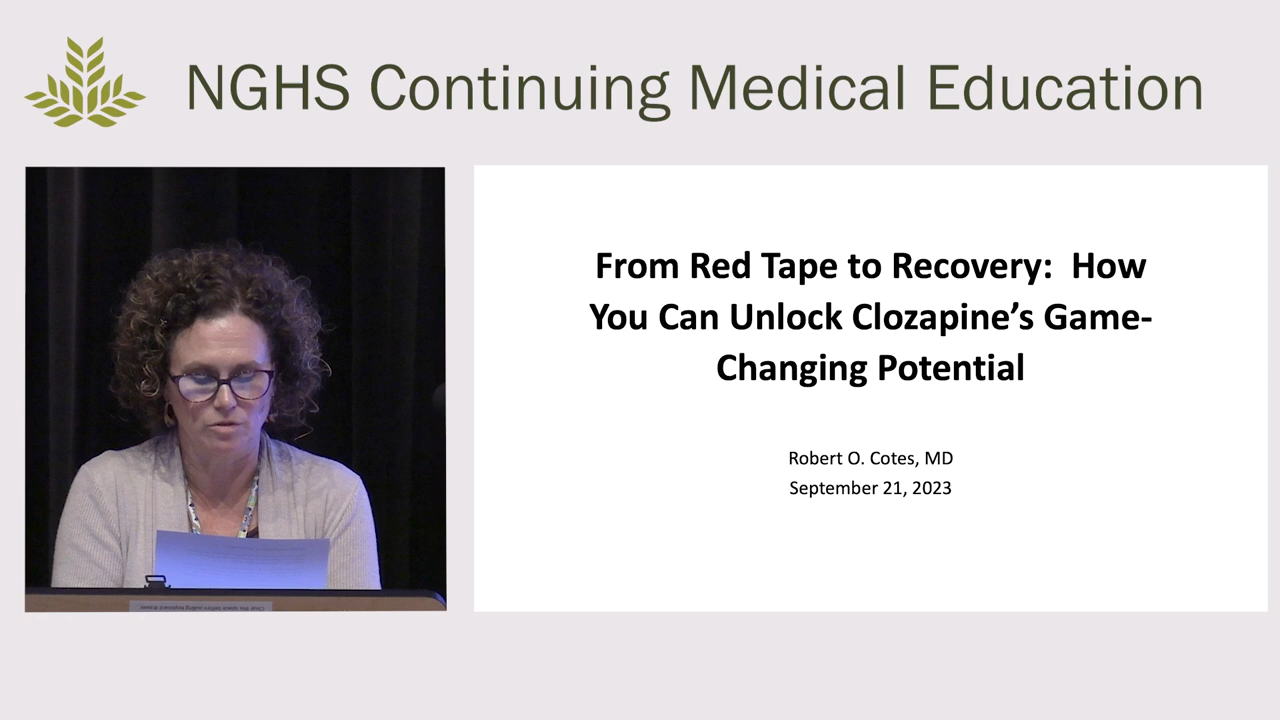 NGHS Continuing Medical Education
From Red Tape to Recovery: How
You Can Unlock Clozapine’s Game-
Changing Potential
Robert O. Cotes, MD
September 21, 2023